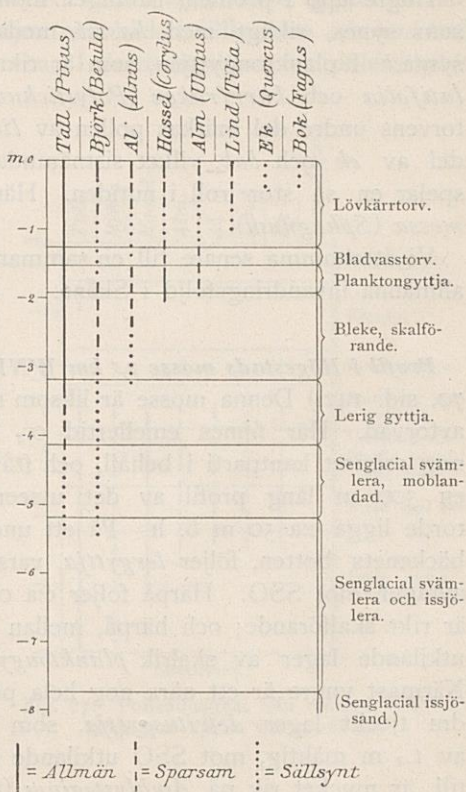 Tall (Pinus)
Björk (Betula)
Al (Alnus)
Hassel (Corylus)
Alm (Ulmus)
Lind (Tilia)
Ek (Quercus)
Bok (Fagus)
m. 0
-1
-2
-3
-4
-5
-6
-7
-8
Lövkärrtorv.
Bladvasstorv.
Planktongyttja.
Bleke, skalfö-
rande.
Lerig gyttja.
Senglacial sväm-
lera, moblan-
dad.
Senglacial sväm-
lera och issjö-
lera.
(Senglacial issjö-
sand.)
= Allmän = Sparsam = Sällsynt